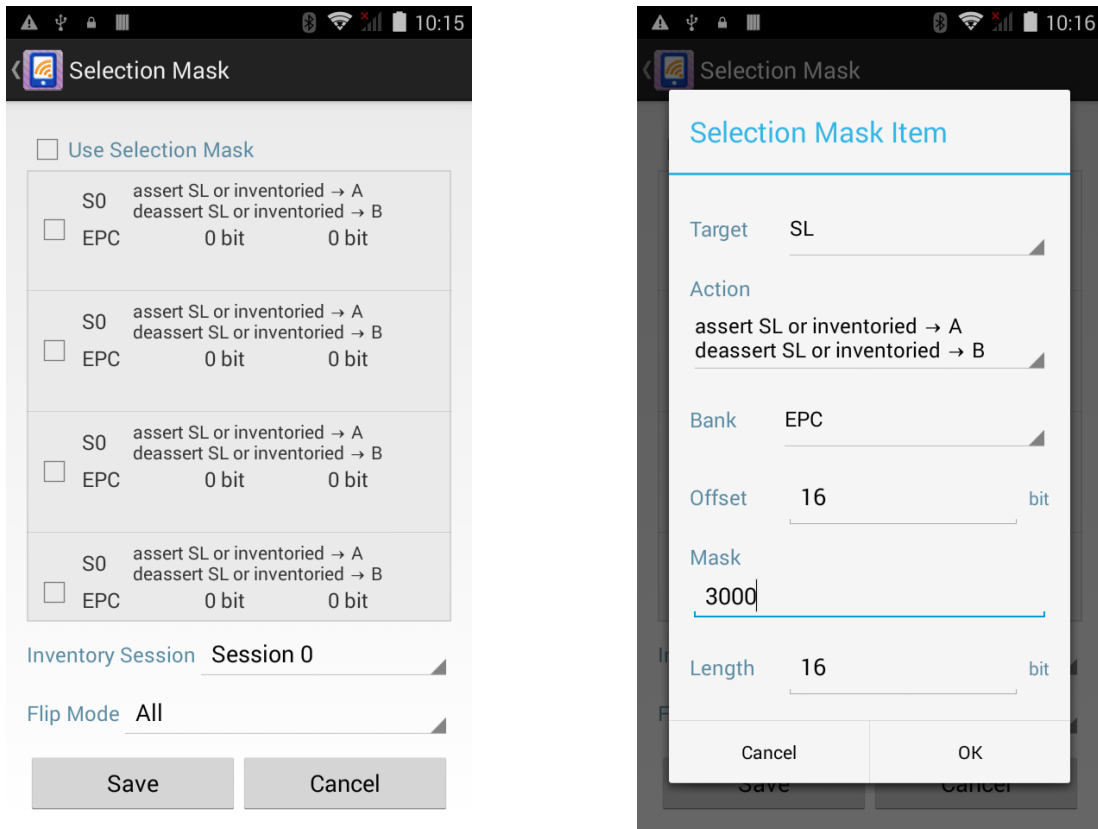 10:15
Selection Mask
Use Selection Mask
S0 assert SL or inventoried → A
deassert SL or inventoried → B
EPC 0 bit 0 bit
S0 assert SL or inventoried → A
deassert SL or inventoried → B
EPC 0 bit 0 bit
S0 assert SL or inventoried → A
deassert SL or inventoried → B
EPC 0 bit 0 bit
S0 assert SL or inventoried → A
deassert SL or inventoried → B
EPC 0 bit 0 bit
Inventory Session Session 0
Flip Mode All
Save Cancel
10:16
Selection Mask
Selection Mask Item
Target SL
Action
assert SL or inventoried → A
deassert SL or inventoried → B
Bank EPC
Offset 16 bit
Mask
3000
Length 16 bit
Cancel OK
Save Cancel